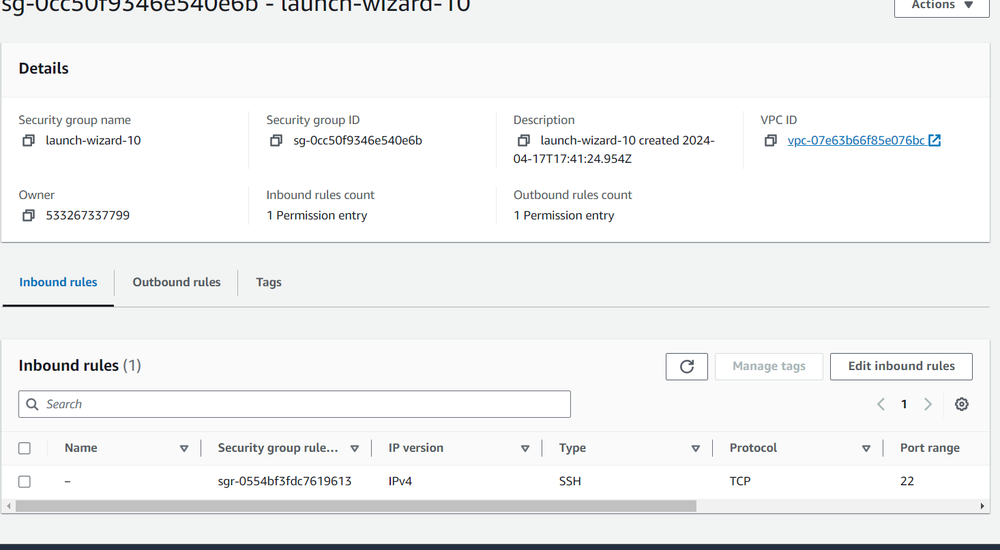 sg-0cc50f9346e540e6b - launch-wizard-10
Actions
Details
Security group name
launch-wizard-10
Security group ID
sg-0cc50f9346e540e6b
Description
launch-wizard-10 created 2024-
04-17T17:41:24.954Z
VPC ID
vpc-07e63b66f85e076bc
Owner
533267337799
Inbound rules count
1 Permission entry
Outbound rules count
1 Permission entry
Inbound rules
Outbound rules
Tags
Inbound rules (1)
Manage tags
Edit inbound rules
Search
1
Name
Security group rule...
IP version
Type
Protocol
Port range
–
sgr-0554bf3fdc7619613
IPv4
SSH
TCP
22